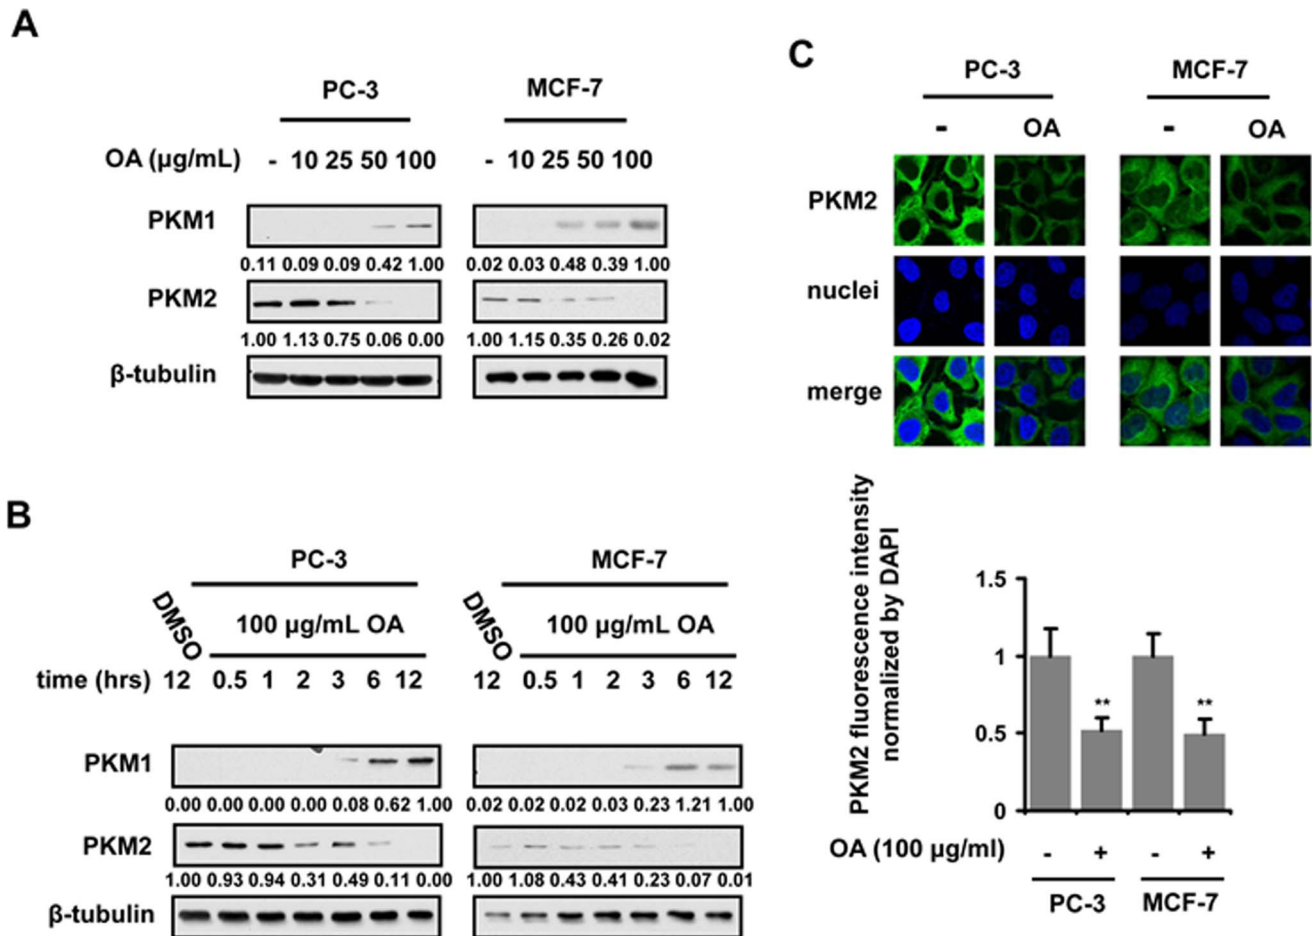 A
PC-3 MCF-7
OA (μg/mL) - 10 25 50 100 - 10 25 50 100
PKM1
0.11 0.09 0.09 0.42 1.00 0.02 0.03 0.48 0.39 1.00
PKM2
1.00 1.13 0.75 0.06 0.00 1.00 1.15 0.35 0.26 0.02
β-tubulin
B
PC-3 MCF-7
DMSO 100 μg/mL OA DMSO 100 μg/mL OA
time (hrs) 12 0.5 1 2 3 6 12 12 0.5 1 2 3 6 12
PKM1
0.00 0.00 0.00 0.00 0.08 0.62 1.00 0.02 0.02 0.02 0.03 0.23 1.21 1.00
PKM2
1.00 0.93 0.94 0.31 0.49 0.11 0.00 1.00 1.08 0.43 0.41 0.23 0.07 0.01
β-tubulin
C
PC-3 MCF-7
- OA - OA
PKM2
nuclei
merge
PKM2 fluorescence intensity
normalized by DAPI
1.5
1
0.5
0
** **
OA (100 μg/ml) - + - +
PC-3 MCF-7